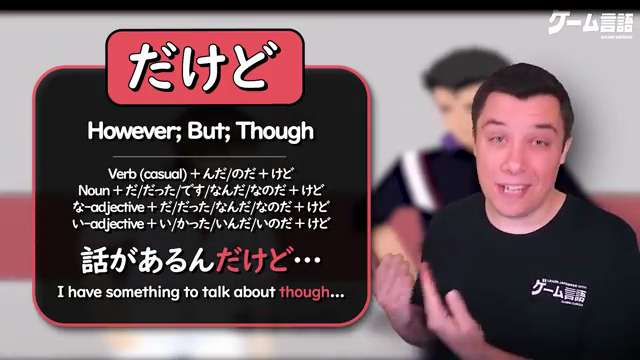 だけど
However; But; Though
Verb (casual) + んだ/のだ + けど
Noun + だ/だった/です/なんだ/なのだ + けど
な-adjective + だ/だった/なんだ/なのだ + けど
い-adjective + い/かった/いんだ/いのだ + けど
話があるんだけど…
I have something to talk about though...
ゲーム言語
LEARN JAPANESE WITH
ゲーム言語